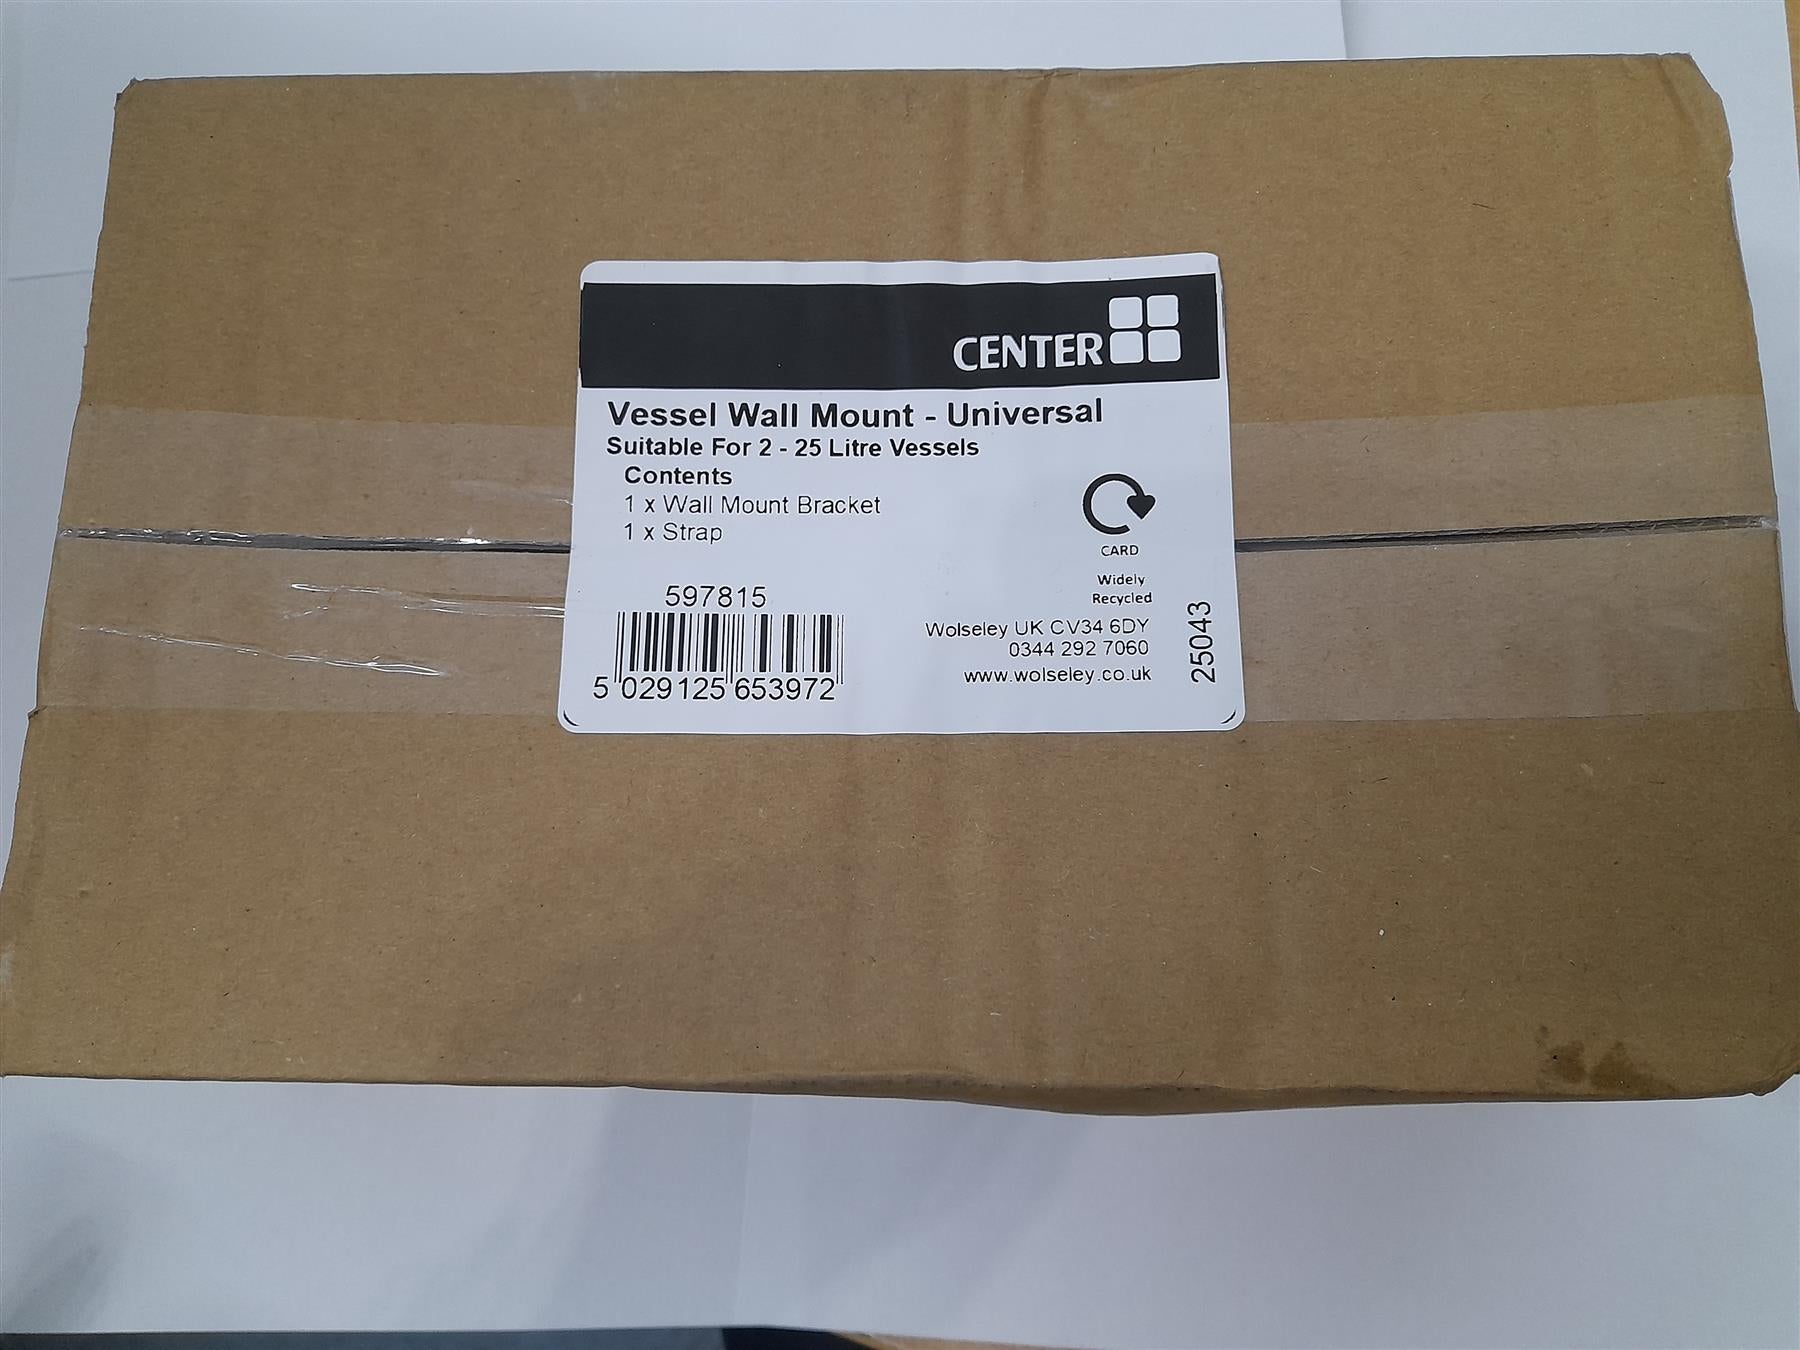 CENTER
Vessel Wall Mount - Universal
Suitable For 2 - 25 Litre Vessels
Contents
1 x Wall Mount Bracket
1 x Strap
CARD
Widely
Recycled
597815
5 029125 653972
Wolseley UK CV34 6DY
0344 292 7060
www.wolseley.co.uk
25043